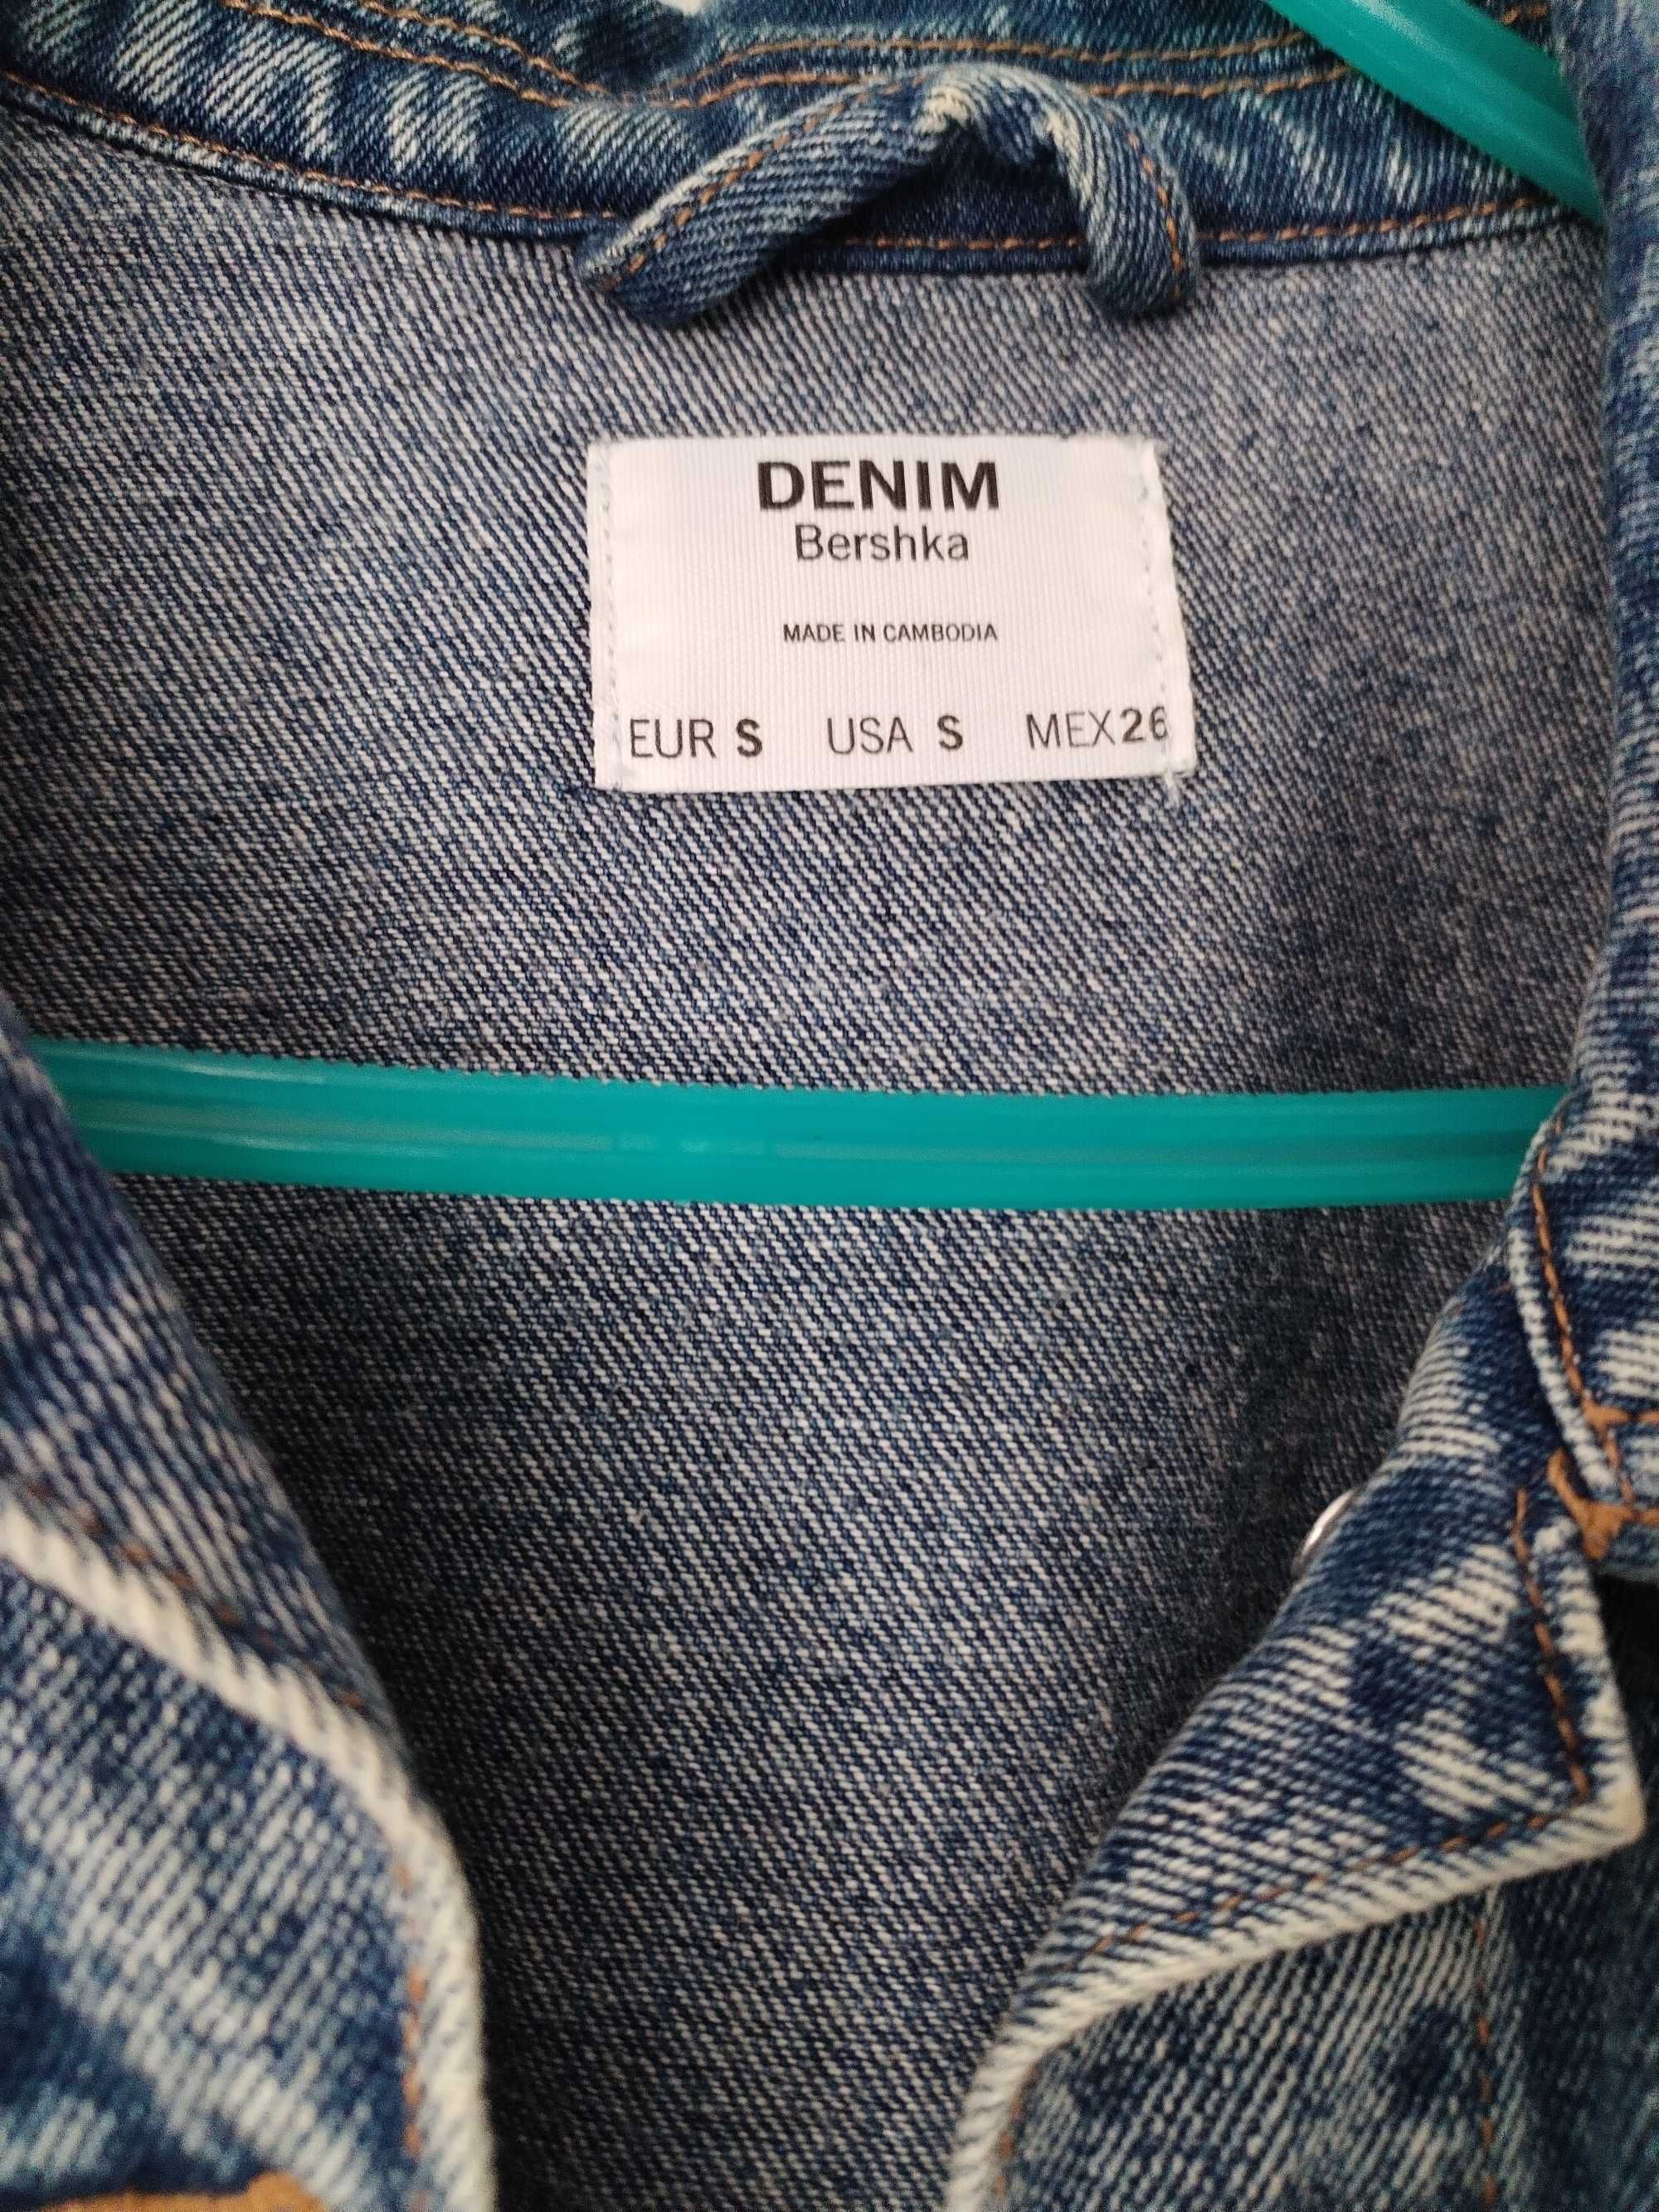 DENIM
Bershka
MADE IN CAMBODIA
EUR S USA S MEX 26